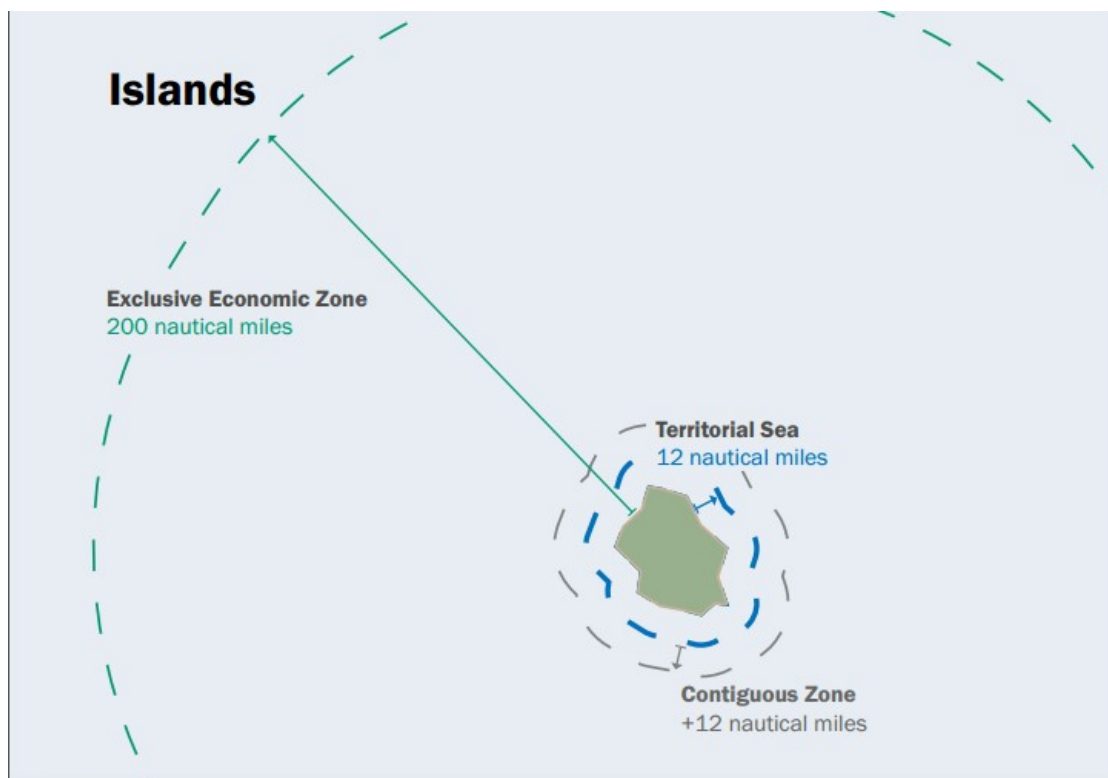 Islands
Exclusive Economic Zone
200 nautical miles
Territorial Sea
12 nautical miles
Contiguous Zone
+12 nautical miles